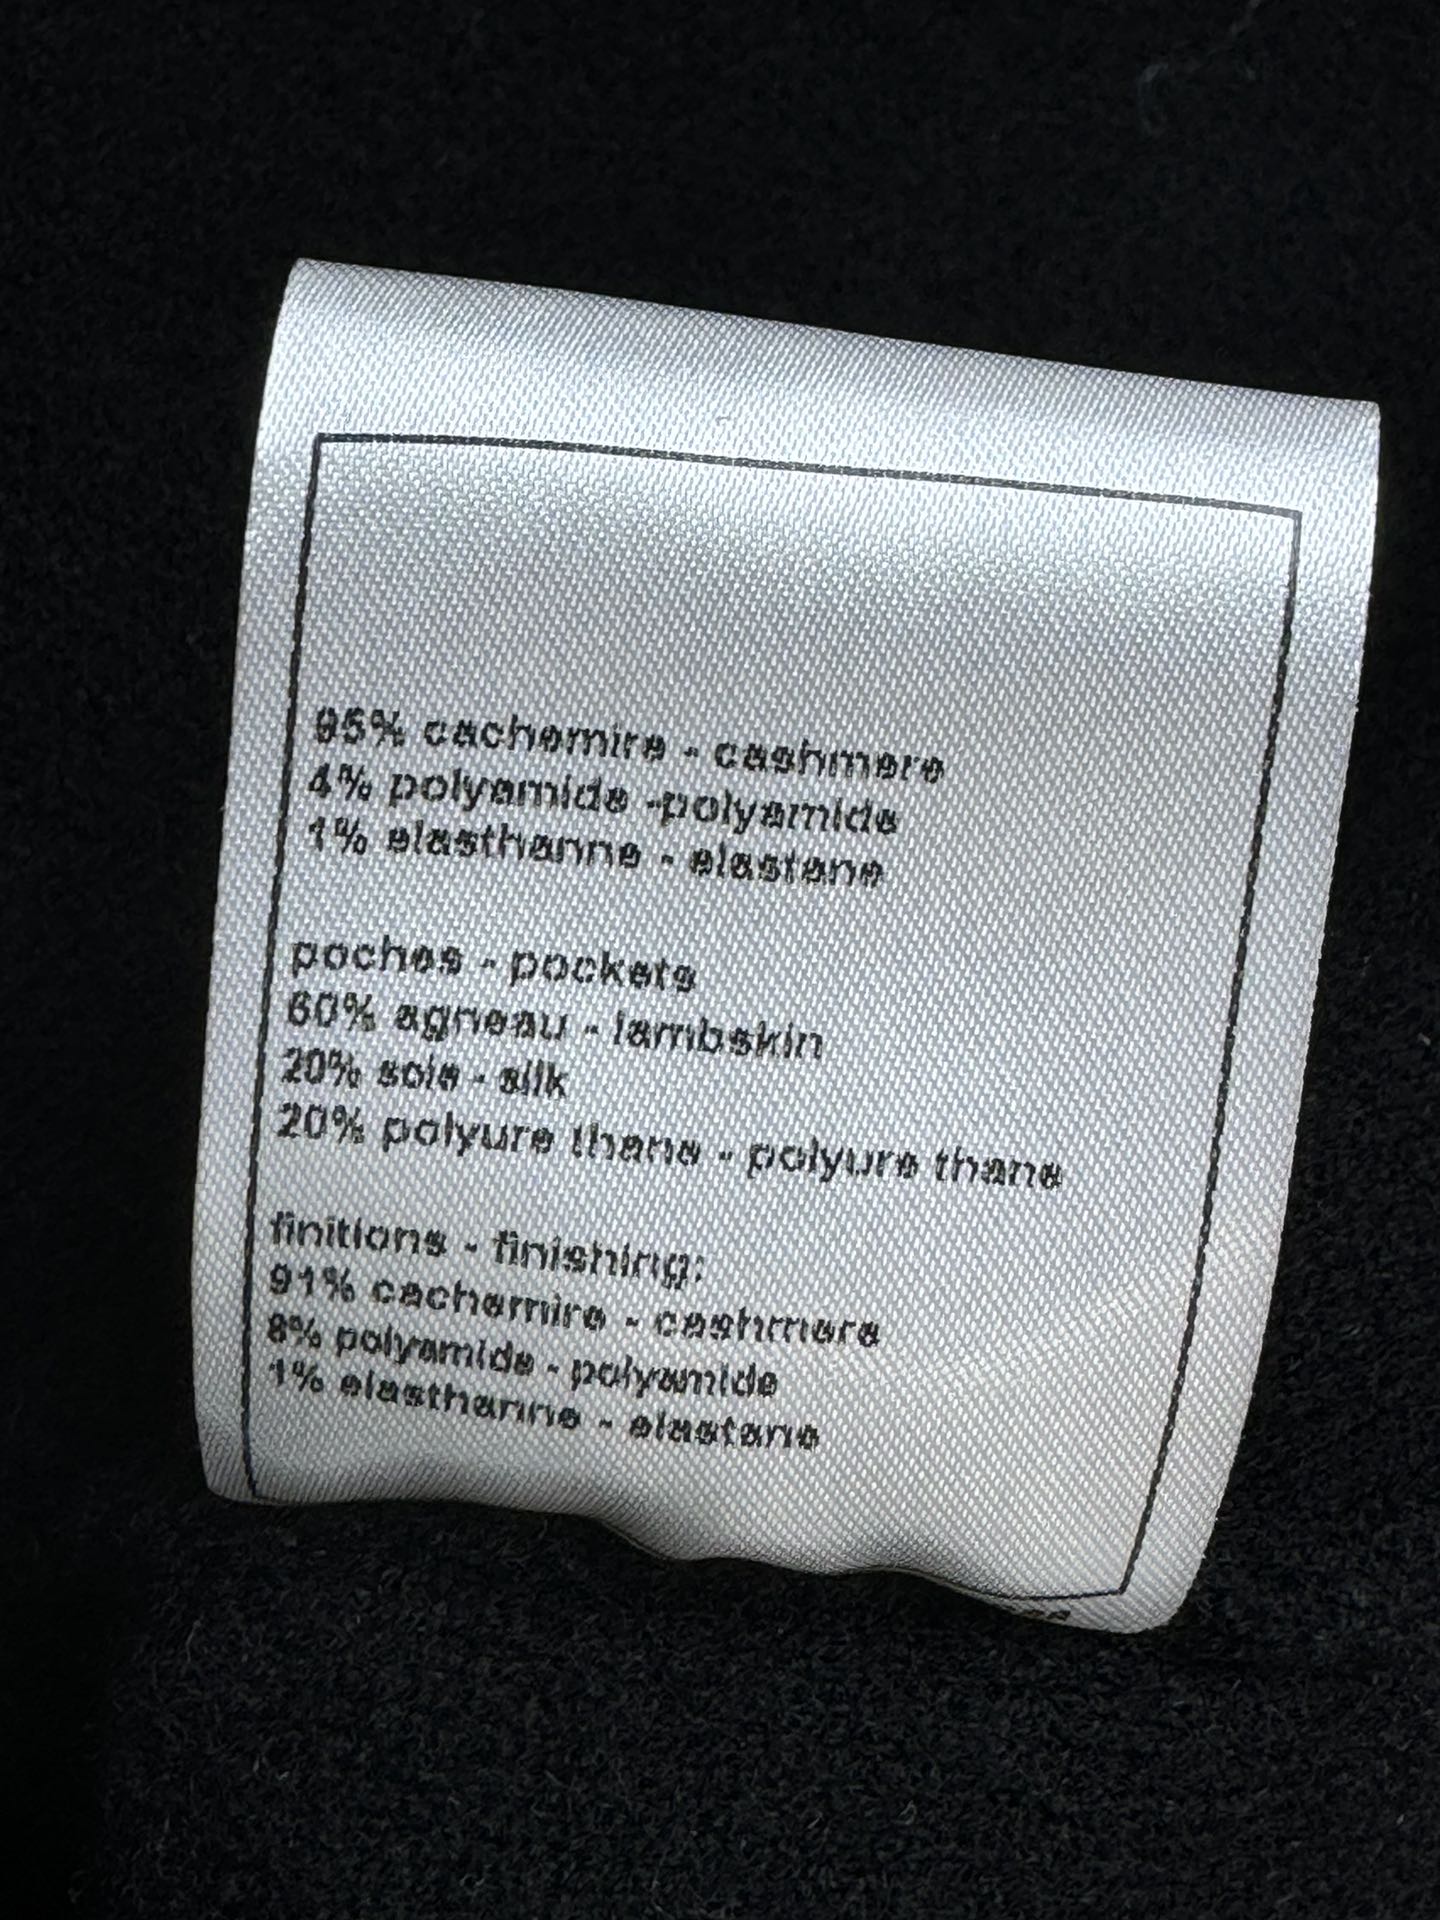 95% cachemire - cashmere
4% polyamide -polyamide
1% elasthanne - elastane
poches - pockets
60% agneau - lambskin
20% soie - silk
20% polyure thane - polyure thane
finitions - finishing:
91% cachemire - cashmere
8% polyamide - polyamide
1% elasthanne - elastane